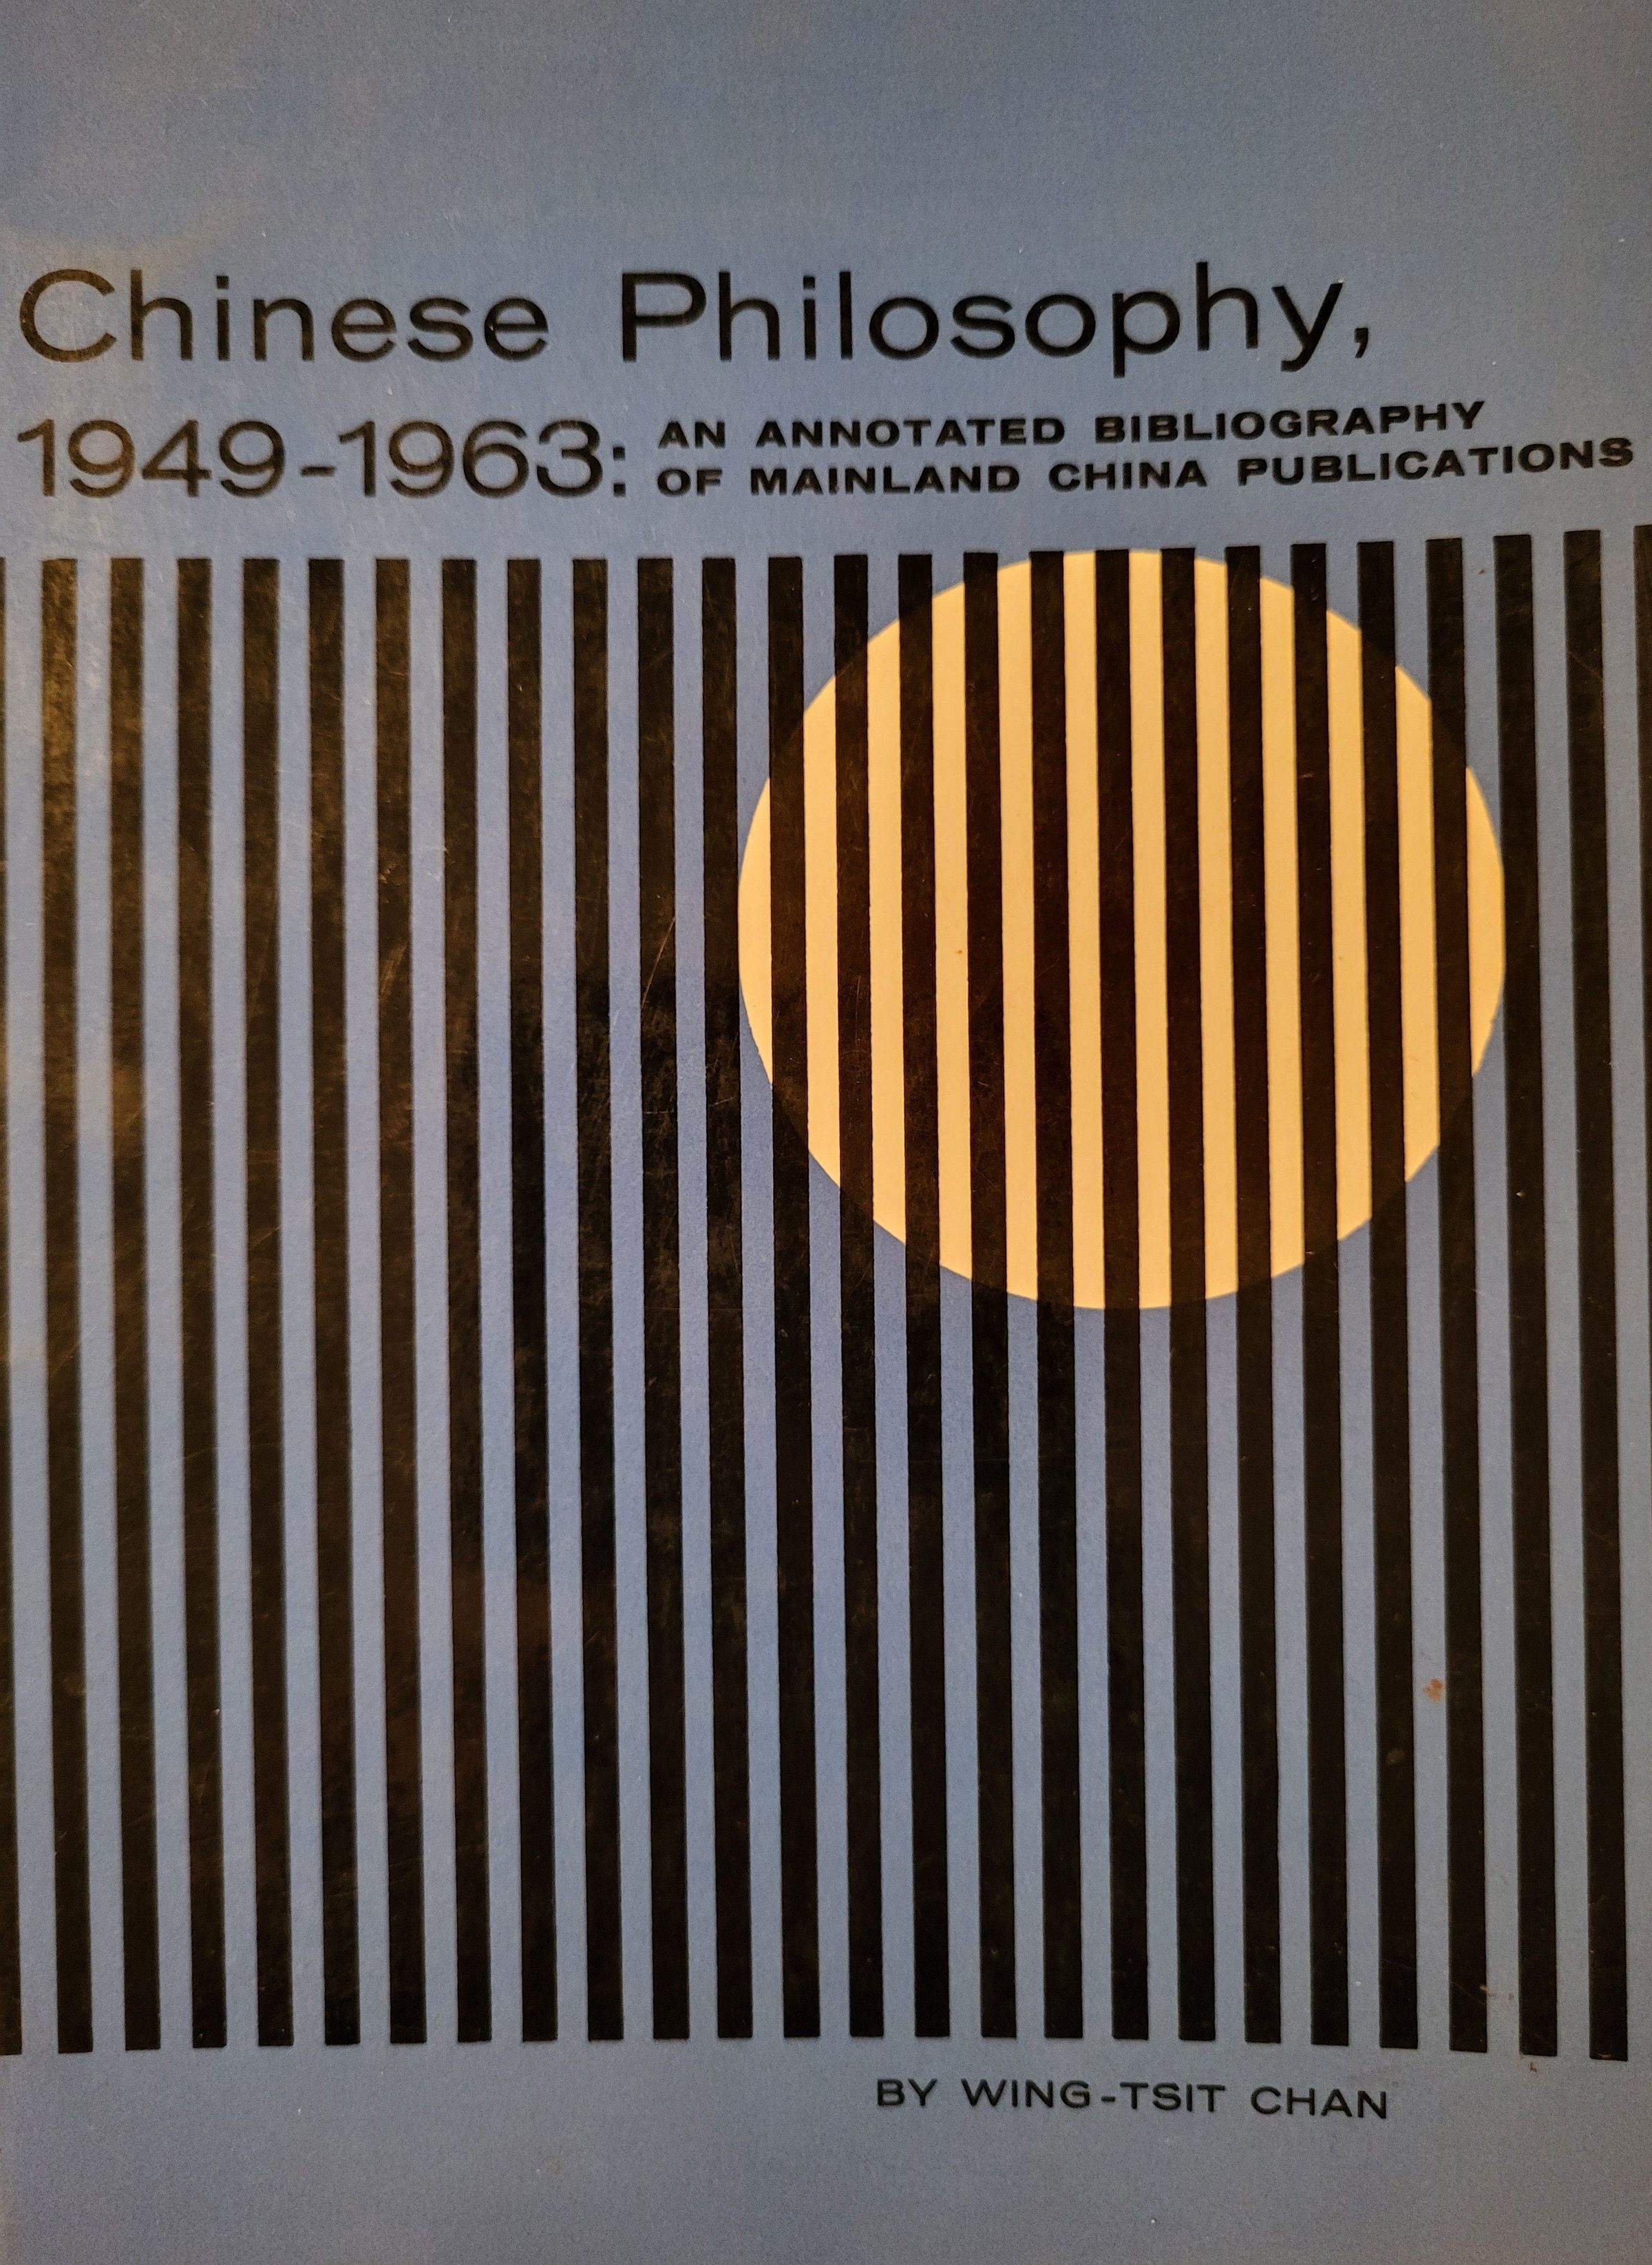 Chinese Philosophy,
1949-1963: AN ANNOTATED BIBLIOGRAPHY
OF MAINLAND CHINA PUBLICATIONS
BY WING-TSIT CHAN